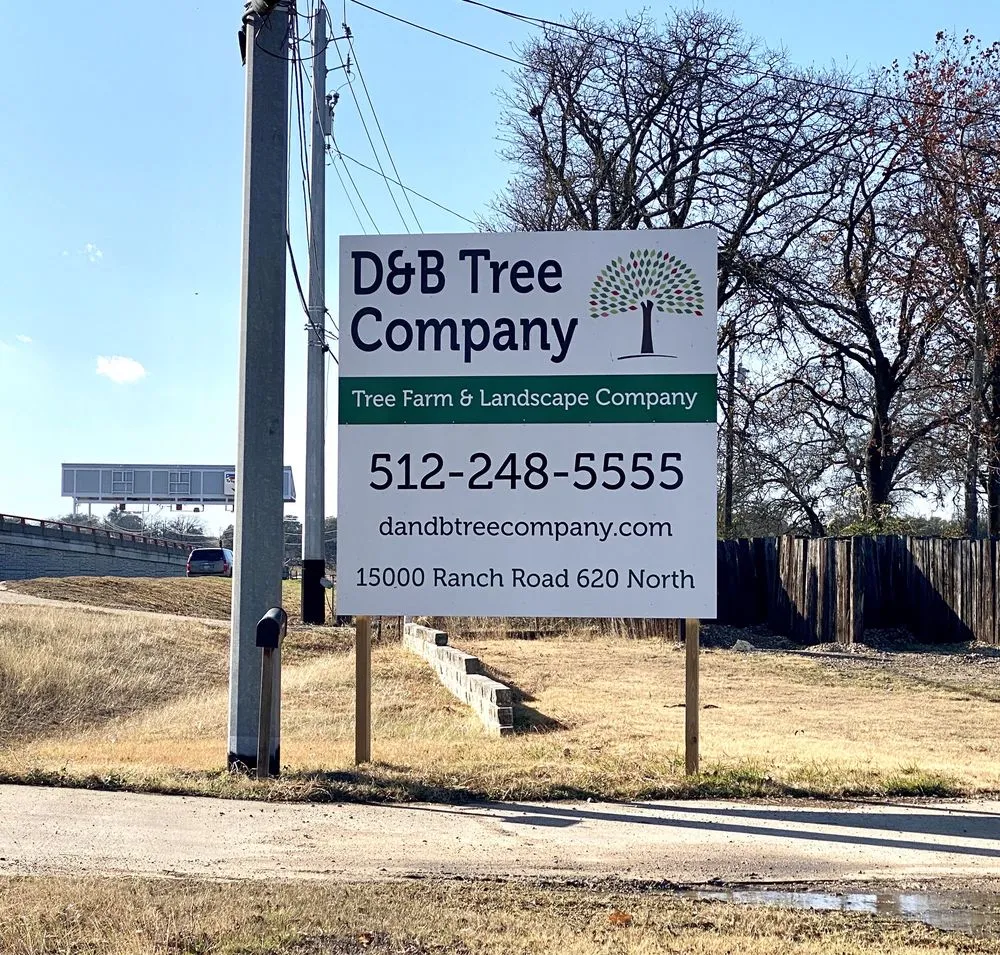 D&B Tree
Company
Tree Farm & Landscape Company
512-248-5555
dandbtreecompany.com
15000 Ranch Road 620 North